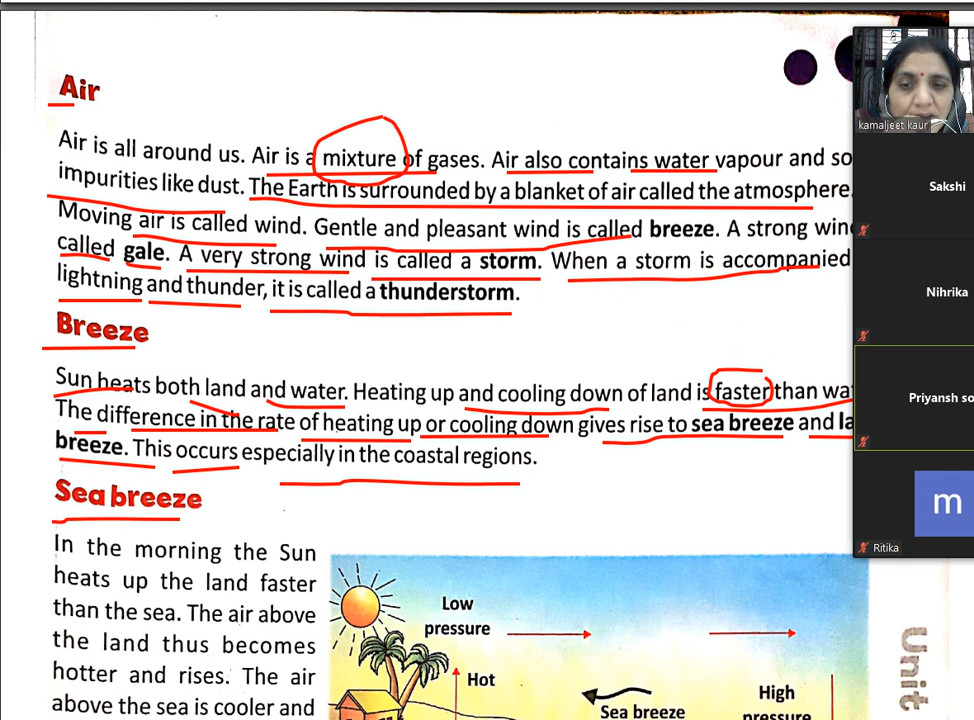 Air
Air is all around us. Air is a mixture of gases. Air also contains water vapour and so
impurities like dust. The Earth is surrounded by a blanket of air called the atmosphere.
Moving air is called wind. Gentle and pleasant wind is called breeze. A strong win
called gale. A very strong wind is called a storm. When a storm is accompanied
lightning and thunder, it is called a thunderstorm.
Breeze
Sun heats both land and water. Heating up and cooling down of land is faster than wa
The difference in the rate of heating up or cooling down gives rise to sea breeze and la
breeze. This occurs especially in the coastal regions.
Sea breeze
In the morning the Sun
heats up the land faster
than the sea. The air above
the land thus becomes
hotter and rises. The air
above the sea is cooler and
Low
pressure
Hot
Sea breeze
High
pressure
Unit
kamaljeet kaur
Sakshi
Nihrika
Priyansh so
m
Ritika